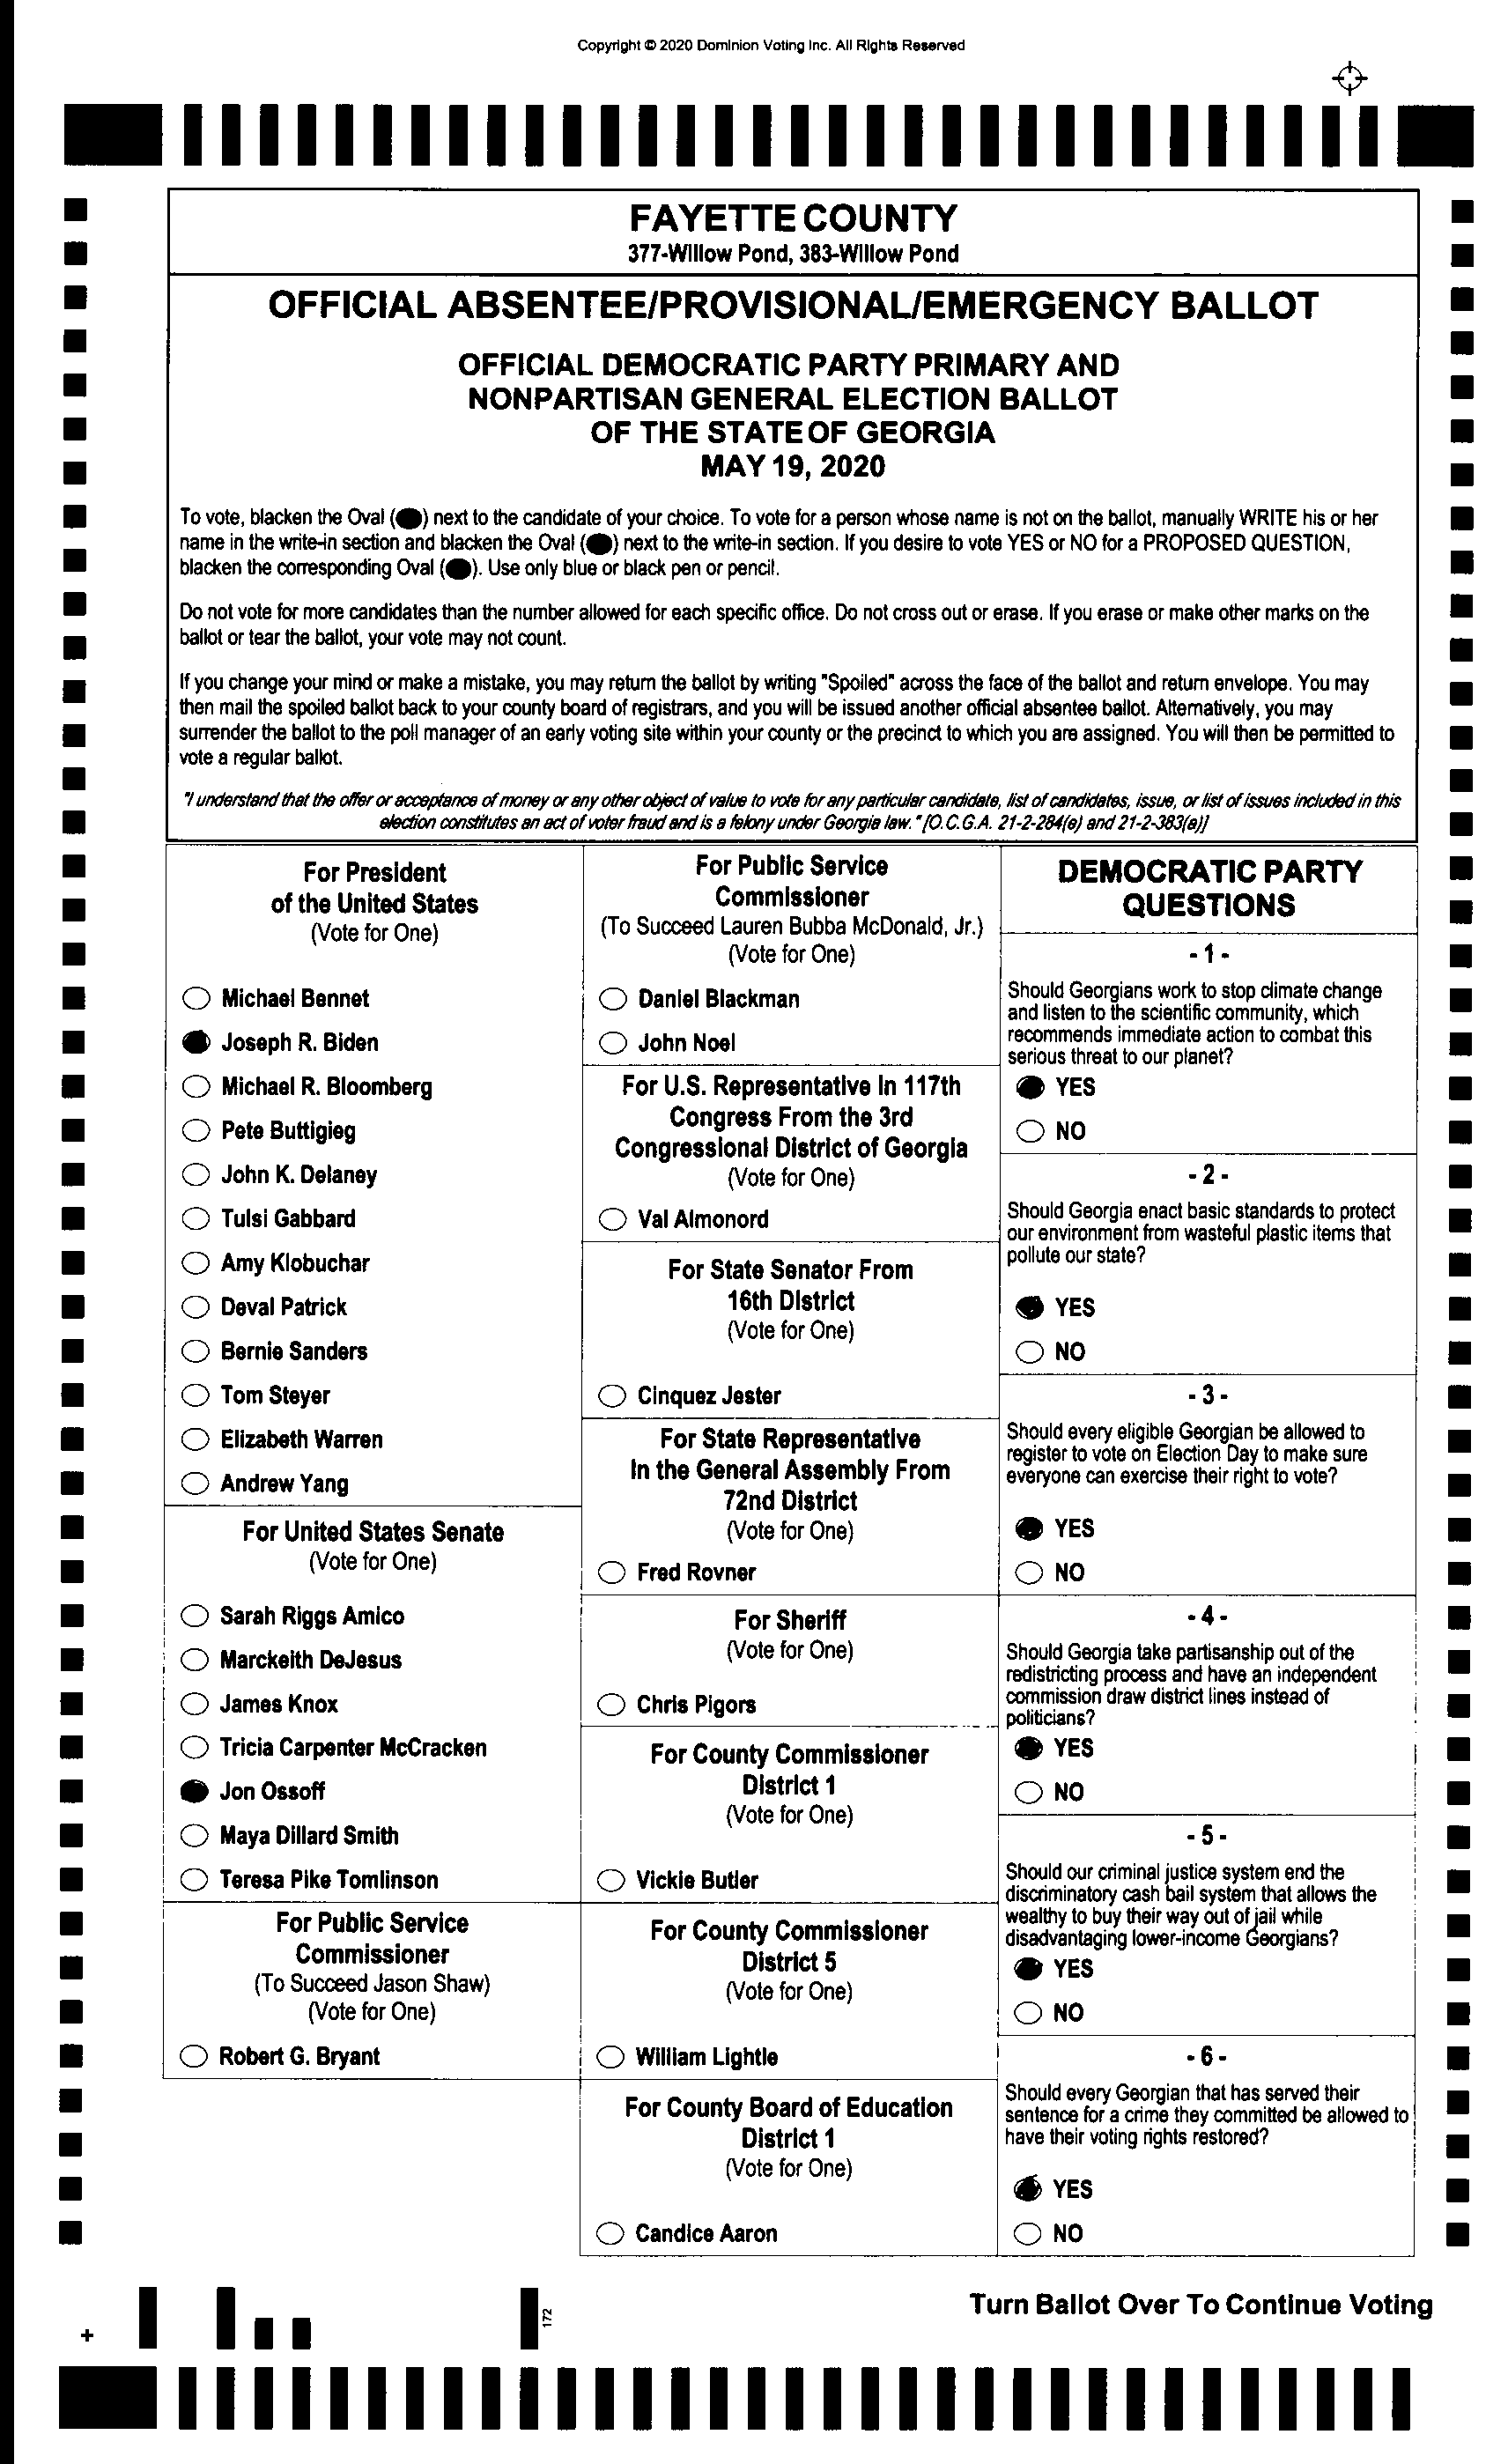 Copyright © 2020 Dominion Voting Inc. All Rights Reserved
FAYETTE COUNTY
377-Willow Pond, 383-Willow Pond
OFFICIAL ABSENTEE/PROVISIONAL/EMERGENCY BALLOT
OFFICIAL DEMOCRATIC PARTY PRIMARY AND
NONPARTISAN GENERAL ELECTION BALLOT
OF THE STATE OF GEORGIA
MAY 19, 2020
To vote, blacken the Oval ( ) next to the candidate of your choice. To vote for a person whose name is not on the ballot, manually WRITE his or her
name in the write-in section and blacken the Oval ( ) next to the write-in section. If you desire to vote YES or NO for a PROPOSED QUESTION,
blacken the corresponding Oval ( ). Use only blue or black pen or pencil.
Do not vote for more candidates than the number allowed for each specific office. Do not cross out or erase. If you erase or make other marks on the
ballot or tear the ballot, your vote may not count.
If you change your mind or make a mistake, you may return the ballot by writing "Spoiled" across the face of the ballot and return envelope. You may
then mail the spoiled ballot back to your county board of registrars, and you will be issued another official absentee ballot. Alternatively, you may
surrender the ballot to the poll manager of an early voting site within your county or the precinct to which you are assigned. You will then be permitted to
vote a regular ballot.
"I understand that the offer or acceptance of money or any other object of value to vote for any particular candidate, list of candidates, issue, or list of issues included in this
election constitutes an act of voter fraud and is a felony under Georgia law." [O.C.G.A. 21-2-284(e) and 21-2-383(a)]
For President
of the United States
(Vote for One)
Michael Bennet
Joseph R. Biden
Michael R. Bloomberg
Pete Buttigieg
John K. Delaney
Tulsi Gabbard
Amy Klobuchar
Deval Patrick
Bernie Sanders
Tom Steyer
Elizabeth Warren
Andrew Yang
For United States Senate
(Vote for One)
Sarah Riggs Amico
Marckeith DeJesus
James Knox
Tricia Carpenter McCracken
Jon Ossoff
Maya Dillard Smith
Teresa Pike Tomlinson
For Public Service
Commissioner
(To Succeed Jason Shaw)
(Vote for One)
Robert G. Bryant
For Public Service
Commissioner
(To Succeed Lauren Bubba McDonald, Jr.)
(Vote for One)
Daniel Blackman
John Noel
For U.S. Representative in 117th
Congress From the 3rd
Congressional District of Georgia
(Vote for One)
Val Almonord
For State Senator From
16th District
(Vote for One)
Cinquez Jester
For State Representative
In the General Assembly From
72nd District
(Vote for One)
Fred Rovner
For Sheriff
(Vote for One)
Chris Pigors
For County Commissioner
District 1
(Vote for One)
Vickie Butler
For County Commissioner
District 5
(Vote for One)
William Lightle
For County Board of Education
District 1
(Vote for One)
Candice Aaron
DEMOCRATIC PARTY
QUESTIONS
- 1 -
Should Georgians work to stop climate change
and listen to the scientific community, which
recommends immediate action to combat this
serious threat to our planet?
YES
NO
- 2 -
Should Georgia enact basic standards to protect
our environment from wasteful plastic items that
pollute our state?
YES
NO
- 3 -
Should every eligible Georgian be allowed to
register to vote on Election Day to make sure
everyone can exercise their right to vote?
YES
NO
- 4 -
Should Georgia take partisanship out of the
redistricting process and have an independent
commission draw district lines instead of
politicians?
YES
NO
- 5 -
Should our criminal justice system end the
discriminatory cash bail system that allows the
wealthy to buy their way out of jail while
disadvantaging lower-income Georgians?
YES
NO
- 6 -
Should every Georgian that has served their
sentence for a crime they committed be allowed to
have their voting rights restored?
YES
NO
Turn Ballot Over To Continue Voting
172